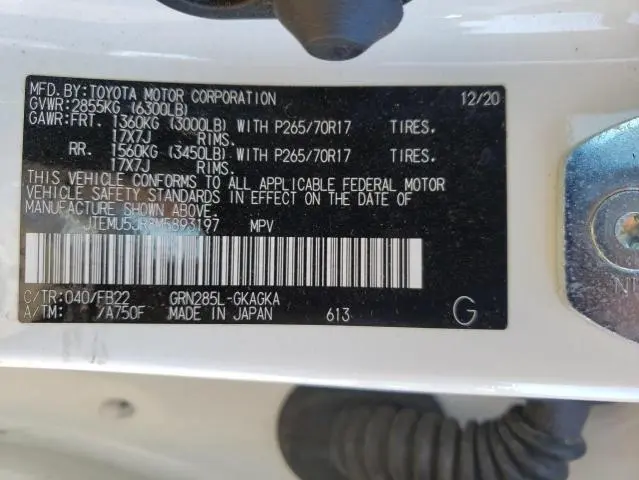 MFD.BY:TOYOTA MOTOR CORPORATION 12/20
GVWR:2855KG (6300LB)
GAWR:FRT. 1360KG (3000LB) WITH P265/70R17 TIRES.
17X7J RIMS.
RR. 1560KG (3450LB) WITH P265/70R17 TIRES.
17X7J RIMS.
THIS VEHICLE CONFORMS TO ALL APPLICABLE FEDERAL MOTOR
VEHICLE SAFETY STANDARDS IN EFFECT ON THE DATE OF
MANUFACTURE SHOWN ABOVE.
MPV
C/TR:040/FB22 GRN285L-GKAGKA
A/TM: /A750F MADE IN JAPAN 613 G